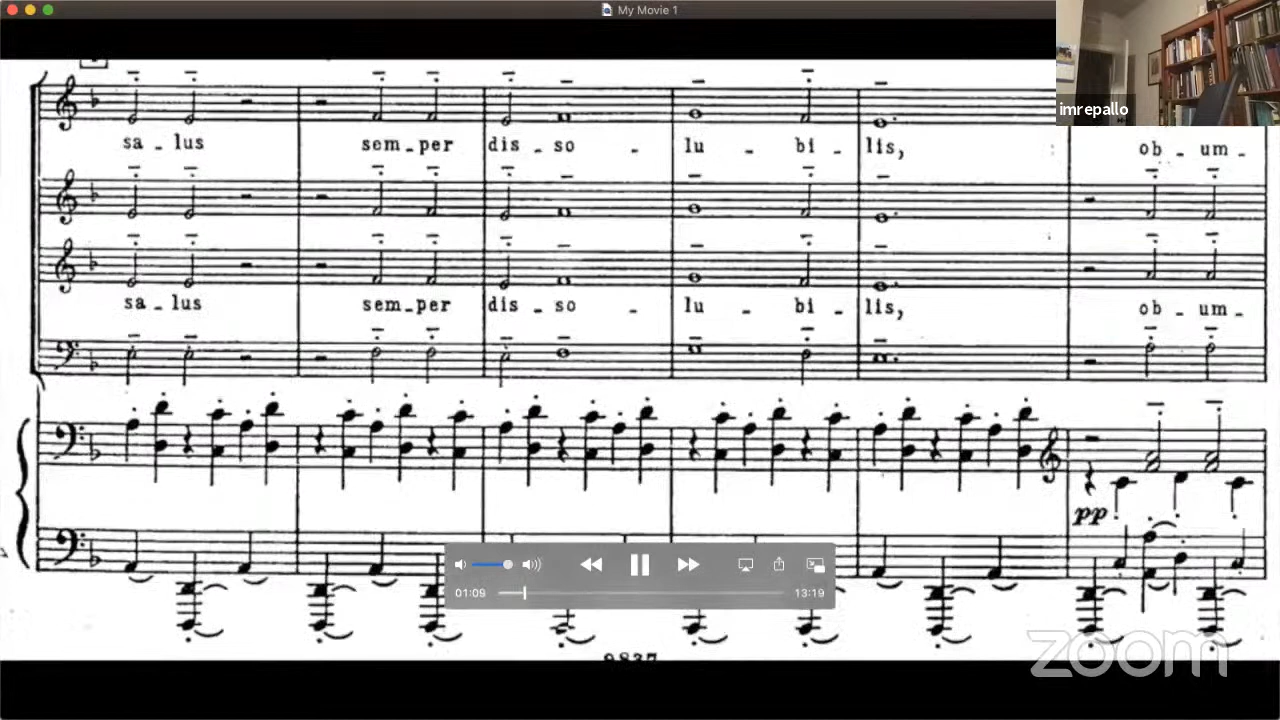 My Movie 1
imrepallo
sa - lus sem - per dis - so - lu - bi - lis, ob - um -
sa - lus sem - per dis - so - lu - bi - lis, ob - um -
pp
01:09 13:19
zoom